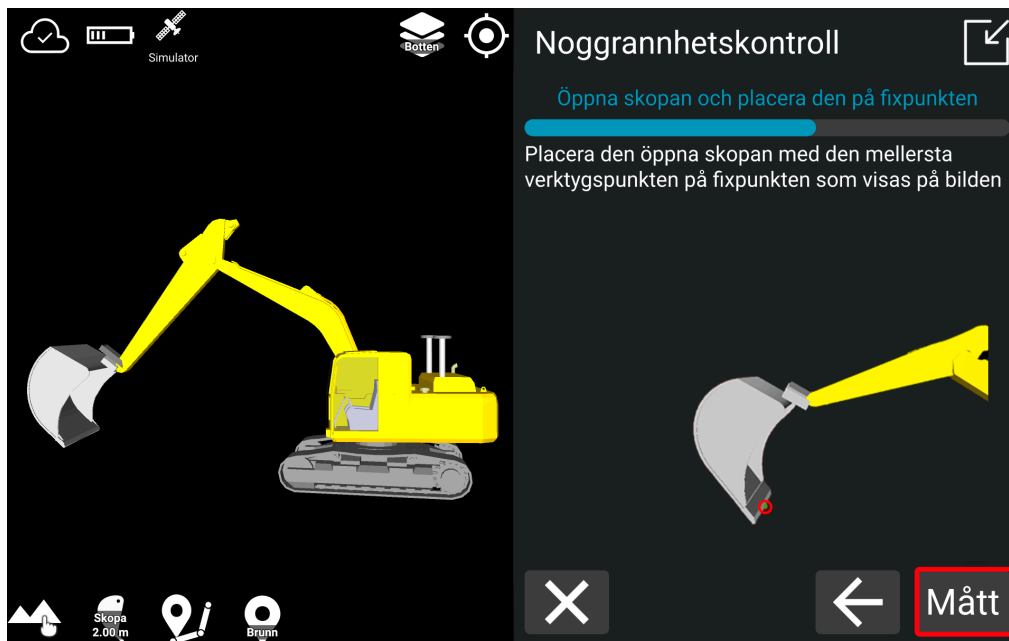 Simulator
Botten
Noggrannhetskontroll
Öppna skopan och placera den på fixpunkten
Placera den öppna skopan med den mellersta
verktygspunkten på fixpunkten som visas på bilden
Skopa
2.00 m
Brunn
Mått